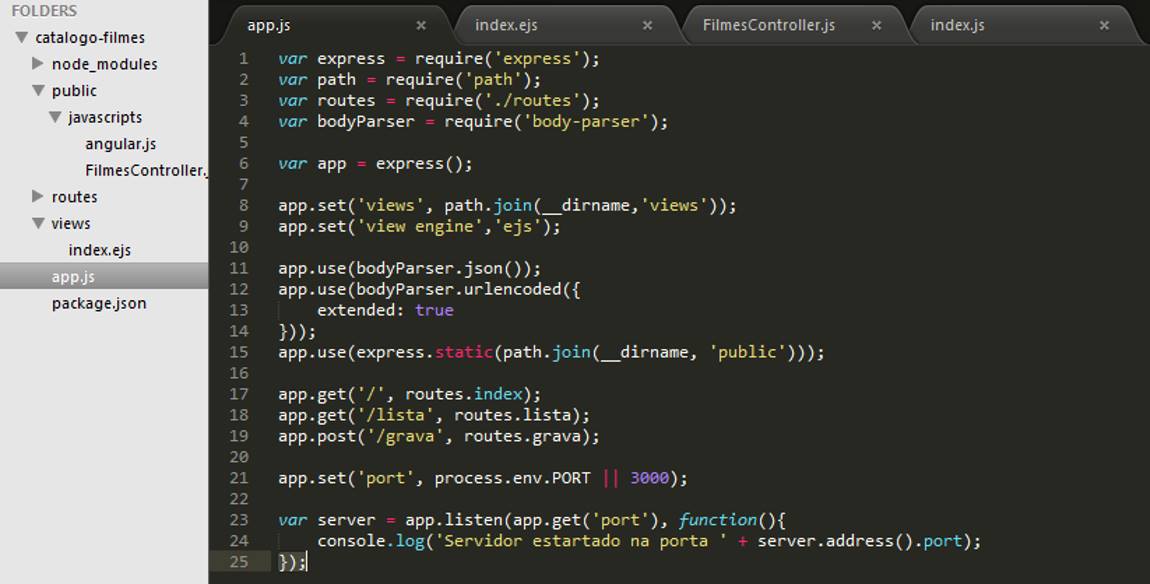 FOLDERS
catalogo-filmes
node_modules
public
javascripts
angular.js
FilmesController.
routes
views
index.ejs
app.js
package.json
app.js × index.ejs × FilmesController.js × index.js ×
1 var express = require('express');
2 var path = require('path');
3 var routes = require('./routes');
4 var bodyParser = require('body-parser');
5
6 var app = express();
7
8 app.set('views', path.join(__dirname,'views'));
9 app.set('view engine','ejs');
10
11 app.use(bodyParser.json());
12 app.use(bodyParser.urlencoded({
13     extended: true
14 }));
15 app.use(express.static(path.join(__dirname, 'public')));
16
17 app.get('/', routes.index);
18 app.get('/lista', routes.lista);
19 app.post('/grava', routes.grava);
20
21 app.set('port', process.env.PORT || 3000);
22
23 var server = app.listen(app.get('port'), function(){
24     console.log('Servidor estartado na porta ' + server.address().port);
25 });